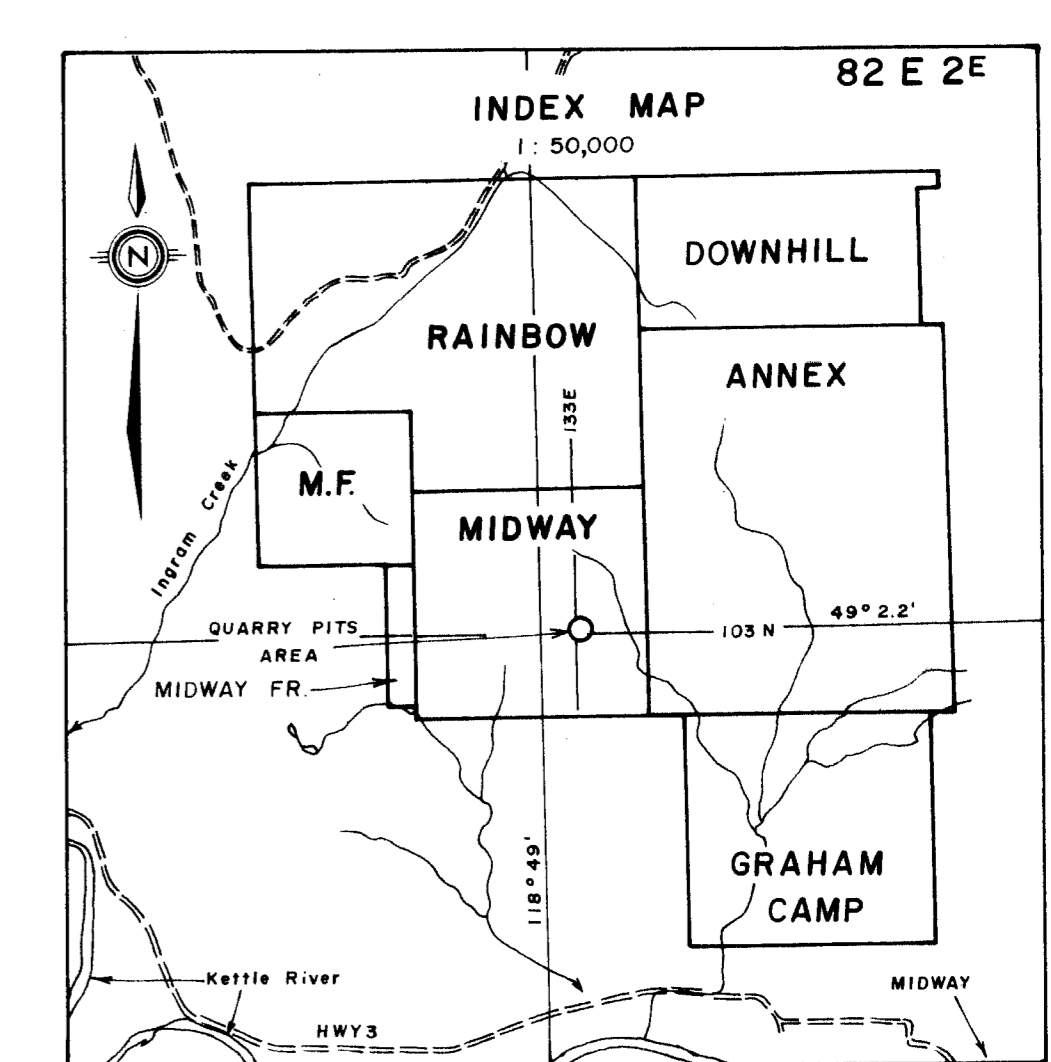 82 E 2E
INDEX MAP
1 : 50,000
N
DOWNHILL
RAINBOW
ANNEX
133E
M.F.
Ingram Creek
MIDWAY
49° 2.2'
QUARRY PITS
AREA
103 N
MIDWAY FR.
118° 49'
GRAHAM
CAMP
Kettle River
MIDWAY
HWY 3